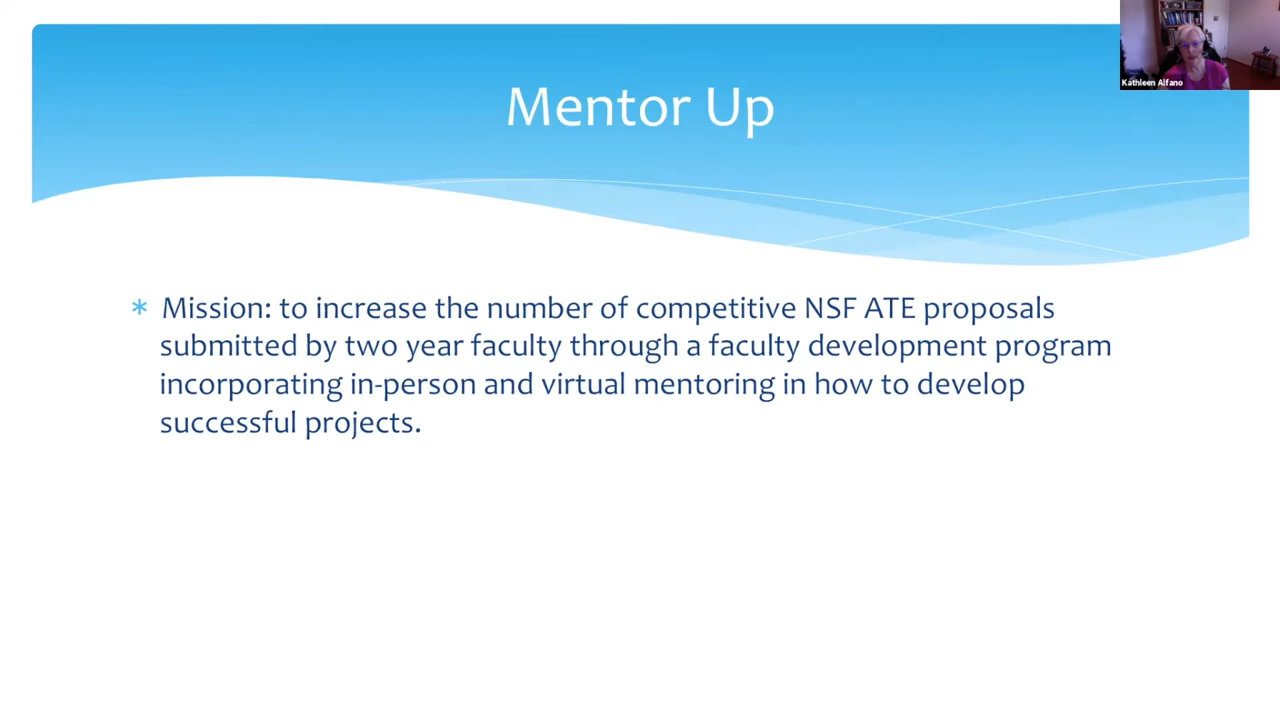 Kathleen Alfano
Mentor Up
* Mission: to increase the number of competitive NSF ATE proposals
submitted by two year faculty through a faculty development program
incorporating in-person and virtual mentoring in how to develop
successful projects.